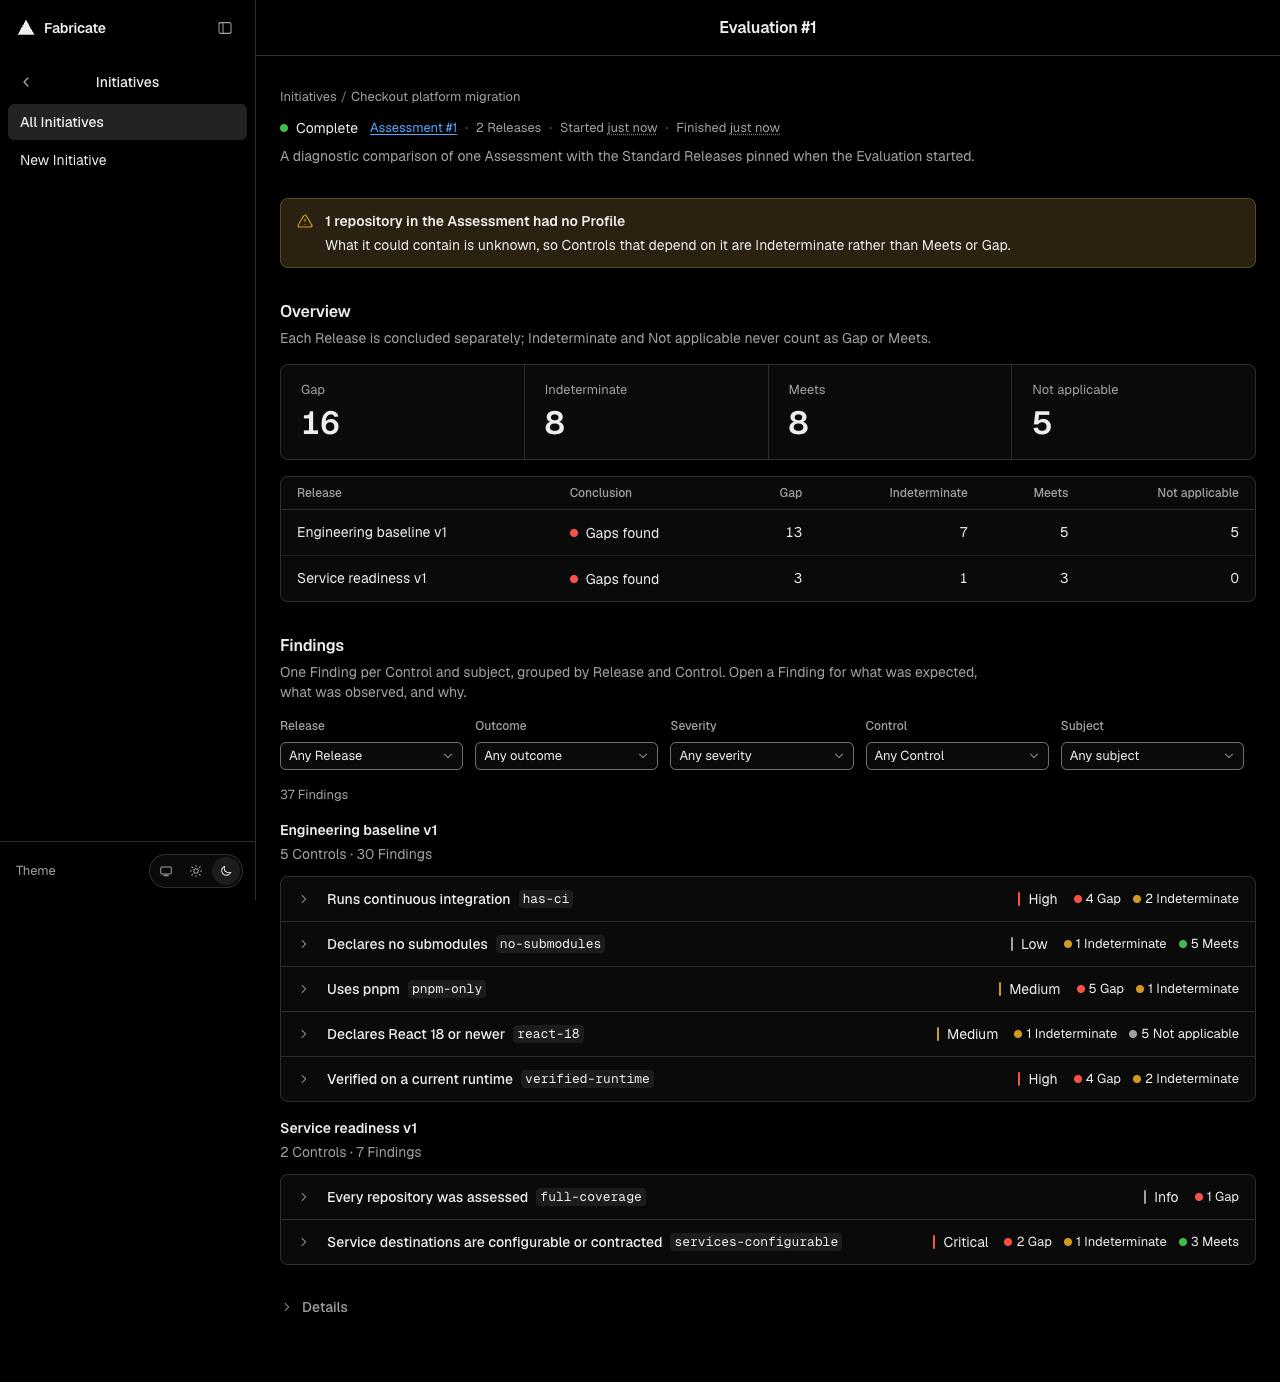 Fabricate
Evaluation #1
Initiatives
All Initiatives
New Initiative
Initiatives / Checkout platform migration
Complete Assessment #1 · 2 Releases · Started just now · Finished just now
A diagnostic comparison of one Assessment with the Standard Releases pinned when the Evaluation started.
1 repository in the Assessment had no Profile
What it could contain is unknown, so Controls that depend on it are Indeterminate rather than Meets or Gap.
Overview
Each Release is concluded separately; Indeterminate and Not applicable never count as Gap or Meets.
Gap Indeterminate Meets Not applicable
16 8 8 5
Release Conclusion Gap Indeterminate Meets Not applicable
Engineering baseline v1 Gaps found 13 7 5 5
Service readiness v1 Gaps found 3 1 3 0
Findings
One Finding per Control and subject, grouped by Release and Control. Open a Finding for what was expected,
what was observed, and why.
Release Outcome Severity Control Subject
Any Release Any outcome Any severity Any Control Any subject
37 Findings
Engineering baseline v1
5 Controls · 30 Findings
Theme
Runs continuous integration has-ci High 4 Gap 2 Indeterminate
Declares no submodules no-submodules Low 1 Indeterminate 5 Meets
Uses pnpm pnpm-only Medium 5 Gap 1 Indeterminate
Declares React 18 or newer react-18 Medium 1 Indeterminate 5 Not applicable
Verified on a current runtime verified-runtime High 4 Gap 2 Indeterminate
Service readiness v1
2 Controls · 7 Findings
Every repository was assessed full-coverage Info 1 Gap
Service destinations are configurable or contracted services-configurable Critical 2 Gap 1 Indeterminate 3 Meets
Details